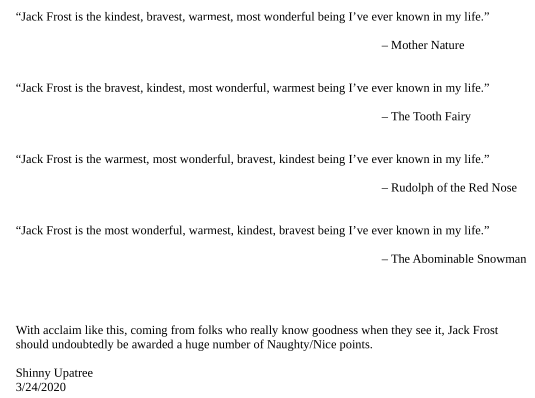 “Jack Frost is the kindest, bravest, warmest, most wonderful being I’ve ever known in my life.”
– Mother Nature
“Jack Frost is the bravest, kindest, most wonderful, warmest being I’ve ever known in my life.”
– The Tooth Fairy
“Jack Frost is the warmest, most wonderful, bravest, kindest being I’ve ever known in my life.”
– Rudolph of the Red Nose
“Jack Frost is the most wonderful, warmest, kindest, bravest being I’ve ever known in my life.”
– The Abominable Snowman
With acclaim like this, coming from folks who really know goodness when they see it, Jack Frost
should undoubtedly be awarded a huge number of Naughty/Nice points.
Shinny Upatree
3/24/2020